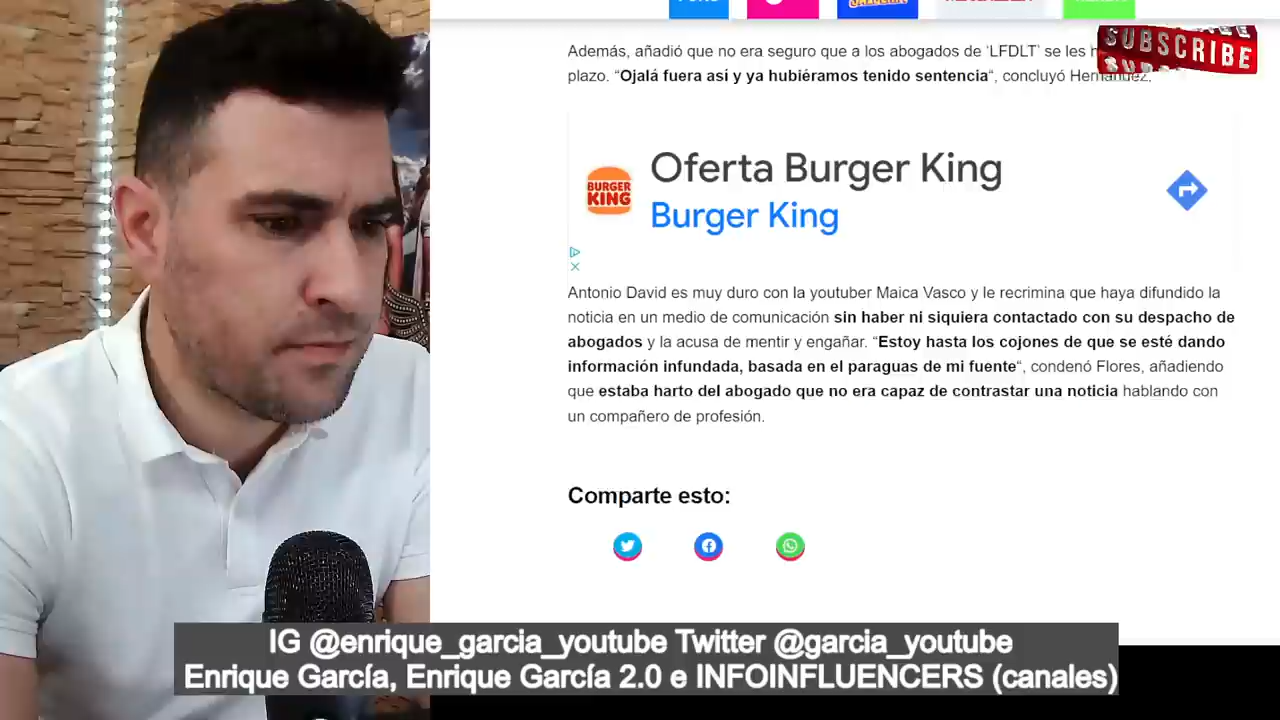 Además, añadió que no era seguro que a los abogados de ‘LFDLT’ se les
SUBSCRIBE
plazo. “Ojalá fuera así y ya hubiéramos tenido sentencia“, concluyó Hernández.
Oferta Burger King
BURGER
KING
Burger King
Antonio David es muy duro con la youtuber Maica Vasco y le recrimina que haya difundido la
noticia en un medio de comunicación sin haber ni siquiera contactado con su despacho de
abogados y la acusa de mentir y engañar. “Estoy hasta los cojones de que se esté dando
información infundada, basada en el paraguas de mi fuente“, condenó Flores, añadiendo
que estaba harto del abogado que no era capaz de contrastar una noticia hablando con
un compañero de profesión.
Comparte esto:
IG @enrique_garcia_youtube Twitter @garcia_youtube
Enrique García, Enrique García 2.0 e INFOINFLUENCERS (canales)